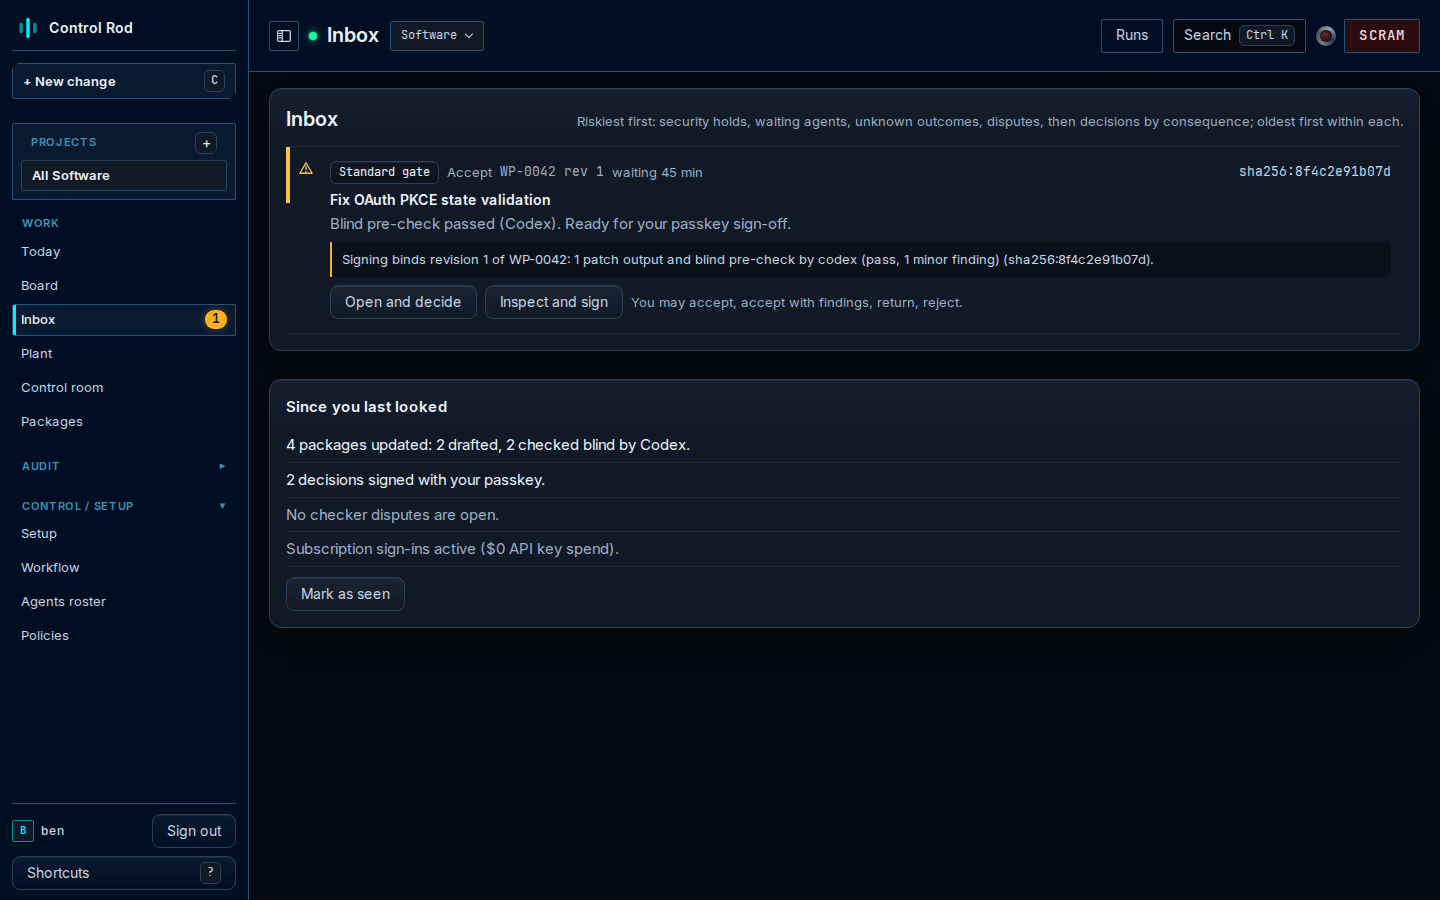 Control Rod
+ New change C
PROJECTS +
All Software
WORK
Today
Board
Inbox 1
Plant
Control room
Packages
AUDIT
CONTROL / SETUP
Setup
Workflow
Agents roster
Policies
B ben Sign out
Shortcuts ?
Inbox Software Runs Search Ctrl K SCRAM
Inbox Riskiest first: security holds, waiting agents, unknown outcomes, disputes, then decisions by consequence; oldest first within each.
Standard gate Accept WP-0042 rev 1 waiting 45 min sha256:8f4c2e91b07d
Fix OAuth PKCE state validation
Blind pre-check passed (Codex). Ready for your passkey sign-off.
Signing binds revision 1 of WP-0042: 1 patch output and blind pre-check by codex (pass, 1 minor finding) (sha256:8f4c2e91b07d).
Open and decide Inspect and sign You may accept, accept with findings, return, reject.
Since you last looked
4 packages updated: 2 drafted, 2 checked blind by Codex.
2 decisions signed with your passkey.
No checker disputes are open.
Subscription sign-ins active ($0 API key spend).
Mark as seen